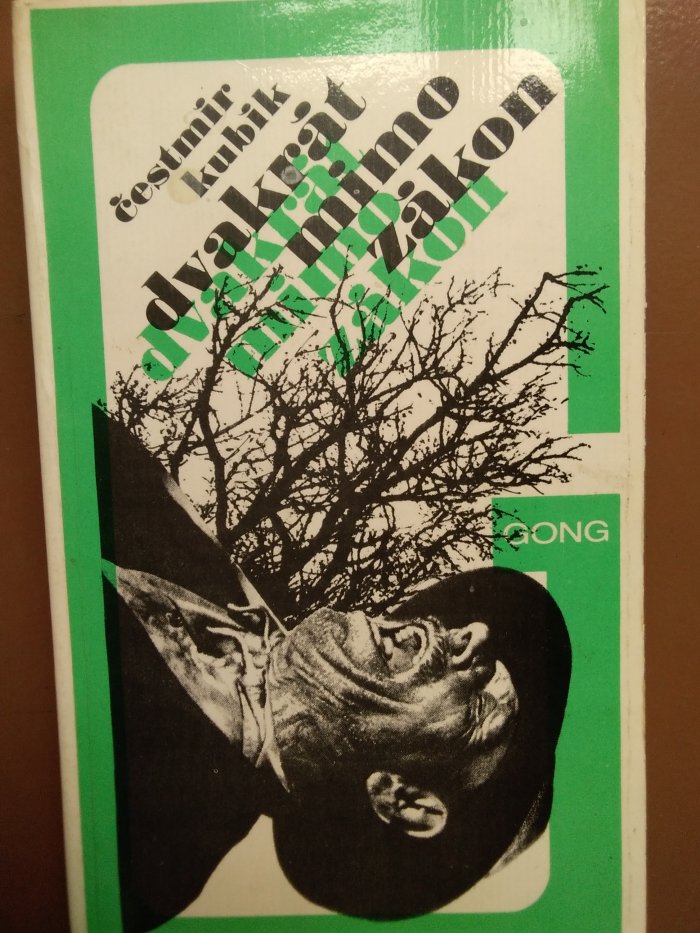 čestmír
kubík
dvakrát
mimo
zákon
dvakrát
mimo
zákon
GONG